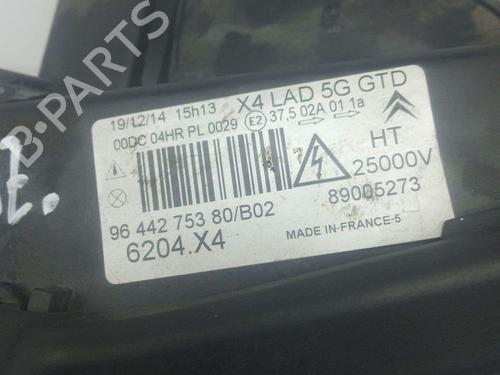 19/12/14 15h13 X4 LAD 5G GTD
00DC 04HR PL 0029 E2 37,5 02A 01 1a
HT
25000V
89005273
96 442 753 80/B02
6204.X4
MADE IN-FRANCE-5
B-PARTS